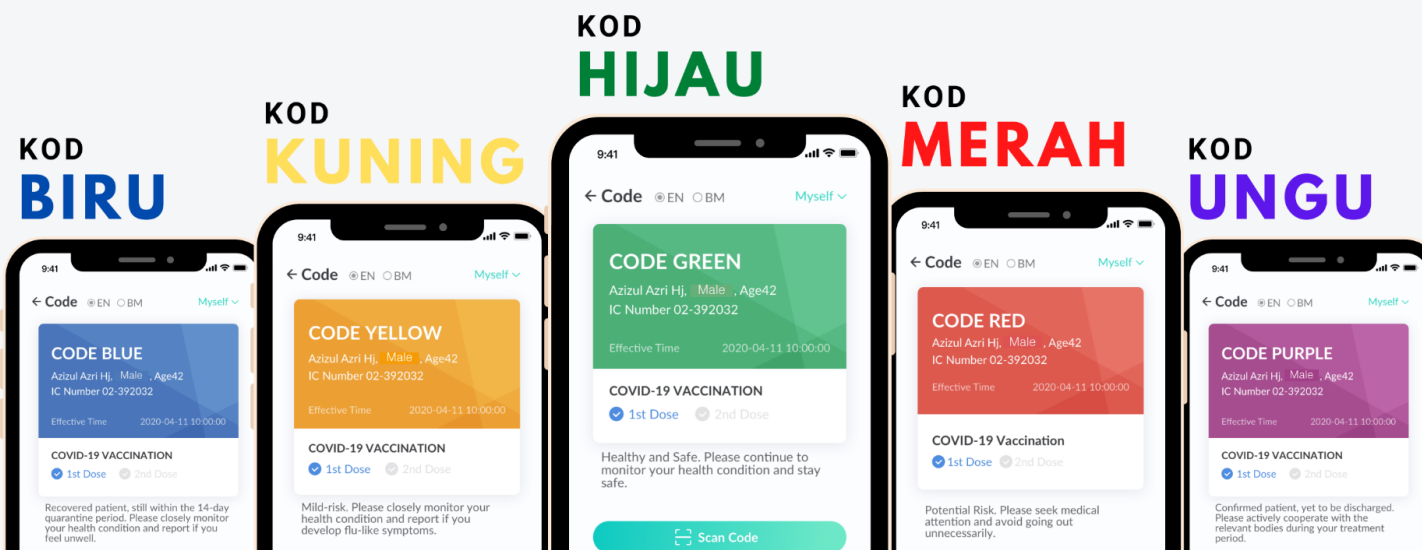 KOD
BIRU
9:41
Code EN BM Myself
CODE BLUE
Azizul Azri Hj, Male , Age42
IC Number 02-392032
Effective Time 2020-04-11 10:00:00
COVID-19 VACCINATION
1st Dose 2nd Dose
Recovered patient, still within the 14-day
quarantine period. Please closely monitor
your health condition and report if you
feel unwell.
KOD
KUNING
9:41
Code EN BM Myself
CODE YELLOW
Azizul Azri Hj, Male , Age42
IC Number 02-392032
Effective Time 2020-04-11 10:00:00
COVID-19 VACCINATION
1st Dose 2nd Dose
Mild-risk. Please closely monitor your
health condition and report if you
develop flu-like symptoms.
KOD
HIJAU
9:41
Code EN BM Myself
CODE GREEN
Azizul Azri Hj, Male , Age42
IC Number 02-392032
Effective Time 2020-04-11 10:00:00
COVID-19 VACCINATION
1st Dose 2nd Dose
Healthy and Safe. Please continue to
monitor your health condition and stay
safe.
Scan Code
KOD
MERAH
9:41
Code EN BM Myself
CODE RED
Azizul Azri Hj, Male , Age42
IC Number 02-392032
Effective Time 2020-04-11 10:00:00
COVID-19 Vaccination
1st Dose 2nd Dose
Potential Risk. Please seek medical
attention and avoid going out
unnecessarily.
KOD
UNGU
9:41
Code EN BM Myself
CODE PURPLE
Azizul Azri Hj, Male , Age42
IC Number 02-392032
Effective Time 2020-04-11 10:00:00
COVID-19 VACCINATION
1st Dose 2nd Dose
Confirmed patient, yet to be discharged.
Please actively cooperate with the
relevant bodies during your treatment
period.